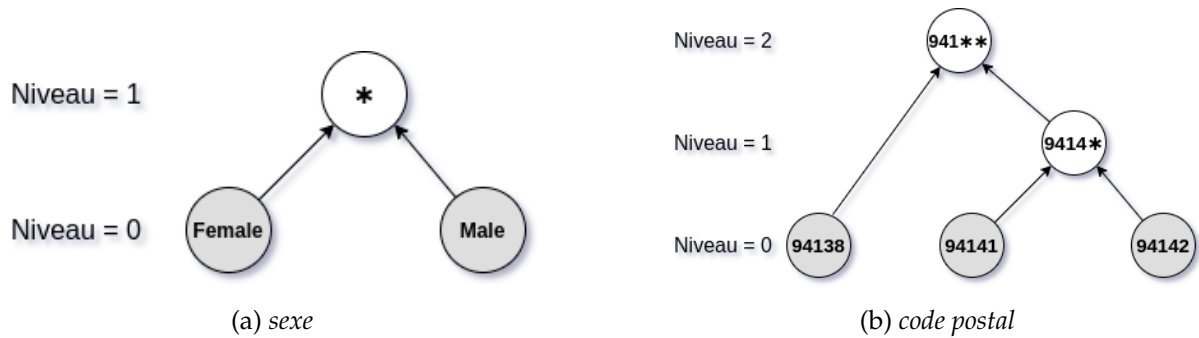 Niveau = 1
*
Niveau = 0
Female
Male
(a) sexe
Niveau = 2
941**
Niveau = 1
9414*
Niveau = 0
94138
94141
94142
(b) code postal